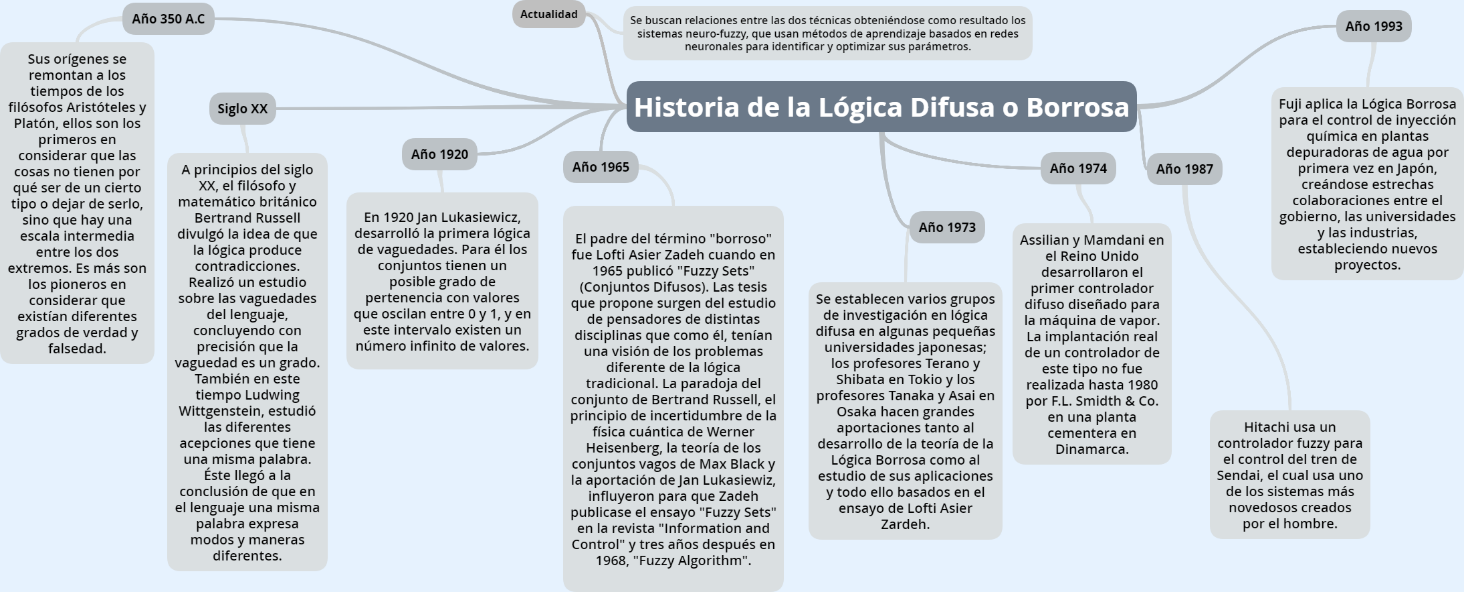 Historia de la Lógica Difusa o Borrosa
Año 350 A.C
Sus orígenes se
remontan a los
tiempos de los
filósofos Aristóteles y
Platón, ellos son los
primeros en
considerar que las
cosas no tienen por
qué ser de un cierto
tipo o dejar de serlo,
sino que hay una
escala intermedia
entre los dos
extremos. Es más son
los pioneros en
considerar que
existían diferentes
grados de verdad y
falsedad.
Siglo XX
A principios del siglo
XX, el filósofo y
matemático británico
Bertrand Russell
divulgó la idea de que
la lógica produce
contradicciones.
Realizó un estudio
sobre las vaguedades
del lenguaje,
concluyendo con
precisión que la
vaguedad es un grado.
También en este
tiempo Ludwing
Wittgenstein, estudió
las diferentes
acepciones que tiene
una misma palabra.
Éste llegó a la
conclusión de que en
el lenguaje una misma
palabra expresa
modos y maneras
diferentes.
Año 1920
En 1920 Jan Lukasiewicz,
desarrolló la primera lógica
de vaguedades. Para él los
conjuntos tienen un
posible grado de
pertenencia con valores
que oscilan entre 0 y 1, y en
este intervalo existen un
número infinito de valores.
Año 1965
El padre del término "borroso"
fue Lofti Asier Zadeh cuando en
1965 publicó "Fuzzy Sets"
(Conjuntos Difusos). Las tesis
que propone surgen del estudio
de pensadores de distintas
disciplinas que como él, tenían
una visión de los problemas
diferente de la lógica
tradicional. La paradoja del
conjunto de Bertrand Russell, el
principio de incertidumbre de la
física cuántica de Werner
Heisenberg, la teoría de los
conjuntos vagos de Max Black y
la aportación de Jan Lukasiewiz,
influyeron para que Zadeh
publicase el ensayo "Fuzzy Sets"
en la revista "Information and
Control" y tres años después en
1968, "Fuzzy Algorithm".
Año 1973
Se establecen varios grupos
de investigación en lógica
difusa en algunas pequeñas
universidades japonesas;
los profesores Terano y
Shibata en Tokio y los
profesores Tanaka y Asai en
Osaka hacen grandes
aportaciones tanto al
desarrollo de la teoría de la
Lógica Borrosa como al
estudio de sus aplicaciones
y todo ello basados en el
ensayo de Lofti Asier
Zardeh.
Año 1974
Assilian y Mamdani en
el Reino Unido
desarrollaron el
primer controlador
difuso diseñado para
la máquina de vapor.
La implantación real
de un controlador de
este tipo no fue
realizada hasta 1980
por F.L. Smidth & Co.
en una planta
cementera en
Dinamarca.
Año 1987
Hitachi usa un
controlador fuzzy para
el control del tren de
Sendai, el cual usa uno
de los sistemas más
novedosos creados
por el hombre.
Año 1993
Fuji aplica la Lógica Borrosa
para el control de inyección
química en plantas
depuradoras de agua por
primera vez en Japón,
creándose estrechas
colaboraciones entre el
gobierno, las universidades
y las industrias,
estableciendo nuevos
proyectos.
Actualidad
Se buscan relaciones entre las dos técnicas obteniéndose como resultado los
sistemas neuro-fuzzy, que usan métodos de aprendizaje basados en redes
neuronales para identificar y optimizar sus parámetros.